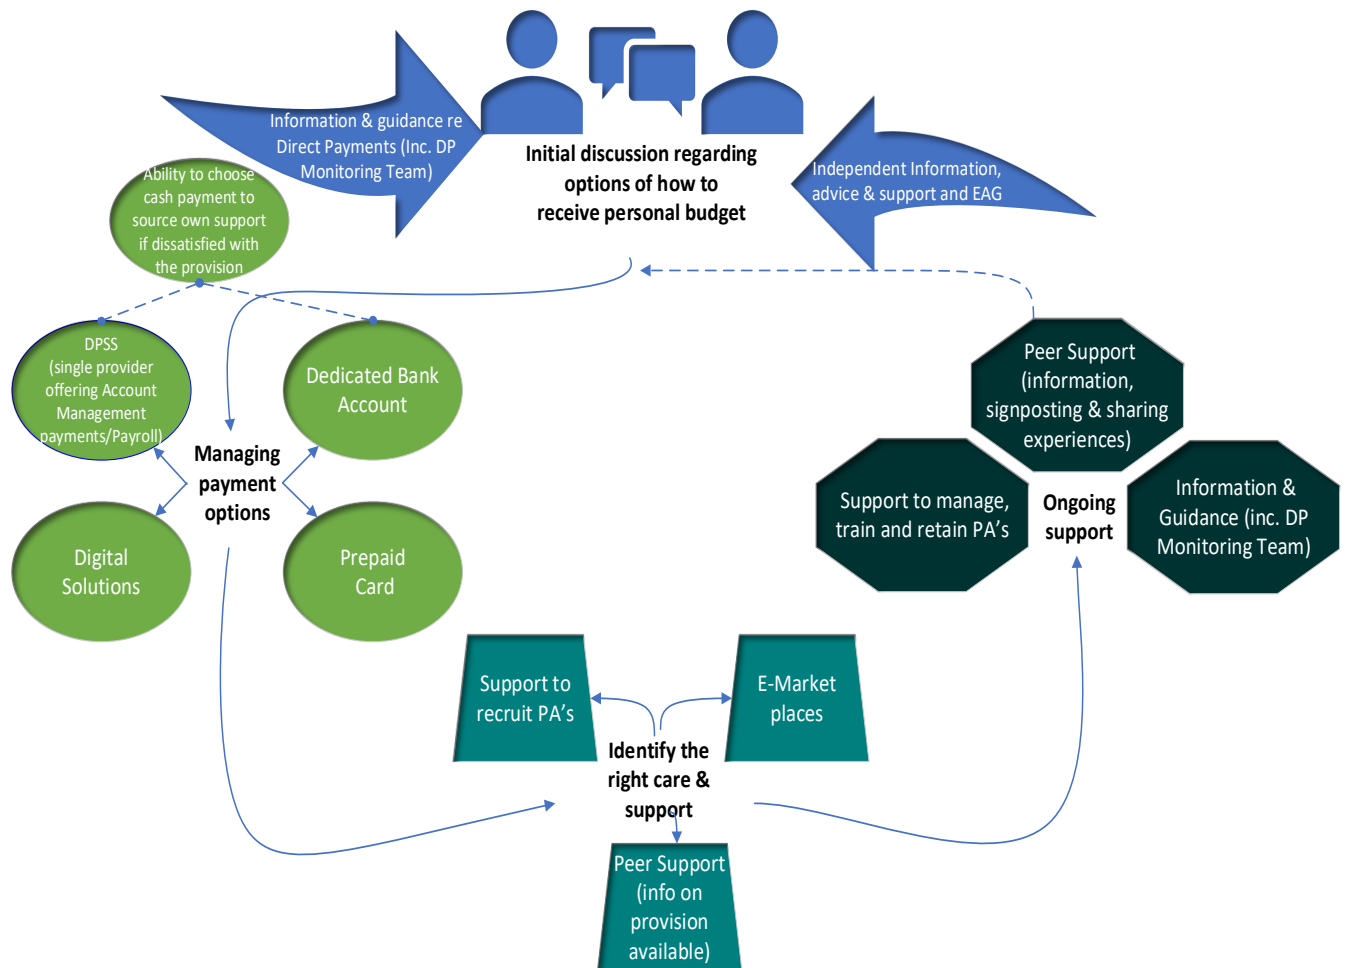 Information & guidance re
Direct Payments (Inc. DP
Monitoring Team)
Initial discussion regarding
options of how to
receive personal budget
Independent Information,
advice & support and EAG
Ability to choose
cash payment to
source own support
if dissatisfied with
the provision
DPSS
(single provider
offering Account
Management
payments/Payroll)
Dedicated Bank
Account
Managing
payment
options
Digital
Solutions
Prepaid
Card
Peer Support
(information,
signposting & sharing
experiences)
Support to manage,
train and retain PA’s
Ongoing
support
Information &
Guidance (inc. DP
Monitoring Team)
Support to
recruit PA’s
E-Market
places
Identify the
right care &
support
Peer Support
(info on
provision
available)